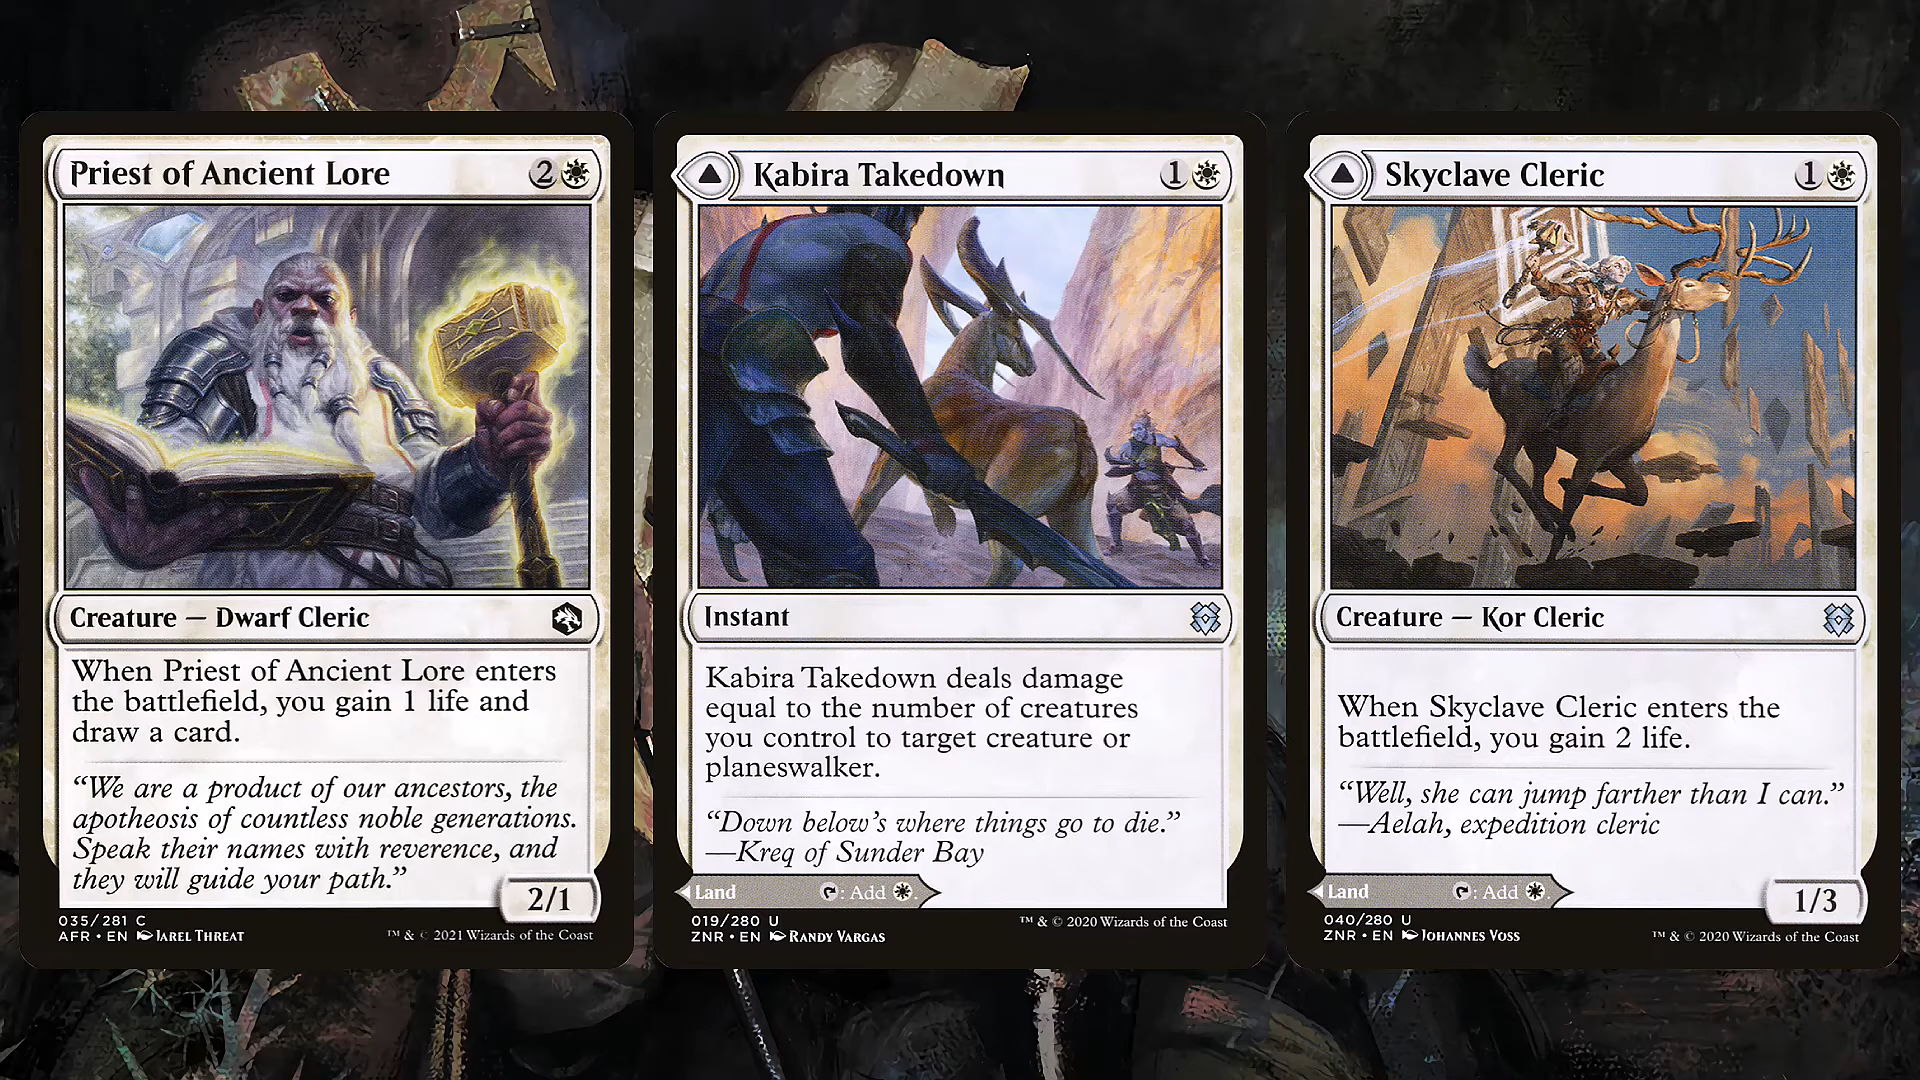 Priest of Ancient Lore 2
Creature — Dwarf Cleric
When Priest of Ancient Lore enters
the battlefield, you gain 1 life and
draw a card.
“We are a product of our ancestors, the
apotheosis of countless noble generations.
Speak their names with reverence, and
they will guide your path.”
2/1
035/281 C
AFR • EN Jarel Threat
™ & © 2021 Wizards of the Coast
Kabira Takedown 1
Instant
Kabira Takedown deals damage
equal to the number of creatures
you control to target creature or
planeswalker.
“Down below’s where things go to die.”
—Kreq of Sunder Bay
Land : Add .
019/280 U
ZNR • EN Randy Vargas
™ & © 2020 Wizards of the Coast
Skyclave Cleric 1
Creature — Kor Cleric
When Skyclave Cleric enters the
battlefield, you gain 2 life.
“Well, she can jump farther than I can.”
—Aelah, expedition cleric
Land : Add .
1/3
040/280 U
ZNR • EN Johannes Voss
™ & © 2020 Wizards of the Coast